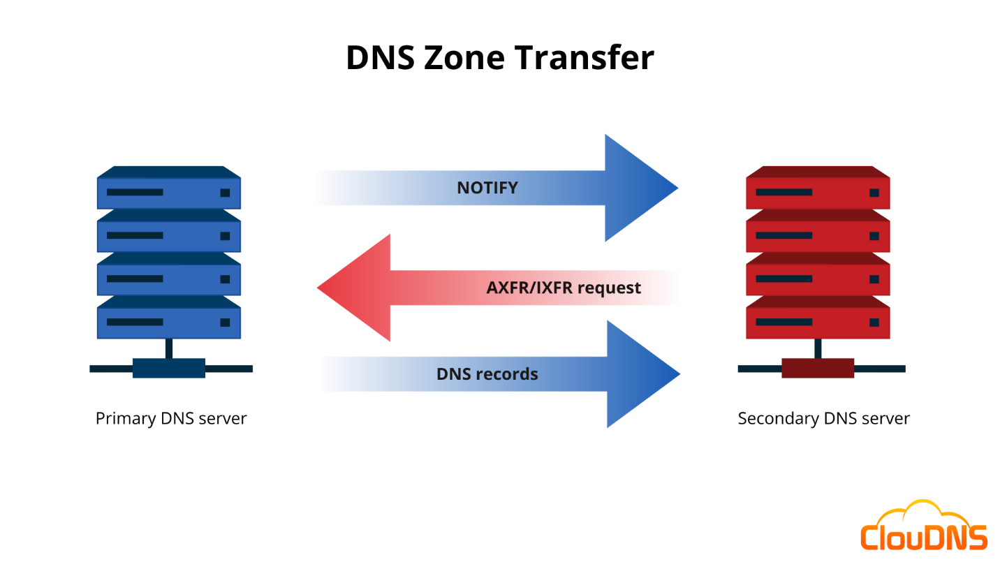 DNS Zone Transfer
NOTIFY
AXFR/IXFR request
DNS records
Primary DNS server
Secondary DNS server
ClouDNS